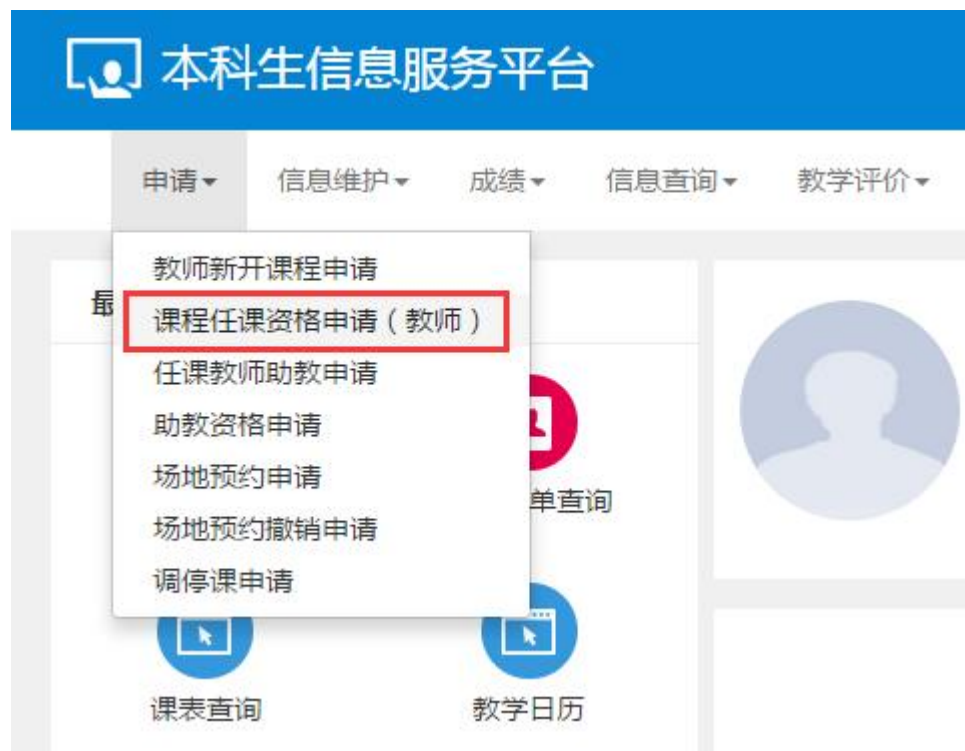 本科生信息服务平台
申请 信息维护 成绩 信息查询 教学评价
教师新开课程申请
最
课程任课资格申请（教师）
任课教师助教申请
助教资格申请
场地预约申请
单查询
场地预约撤销申请
调停课申请
课表查询 教学日历